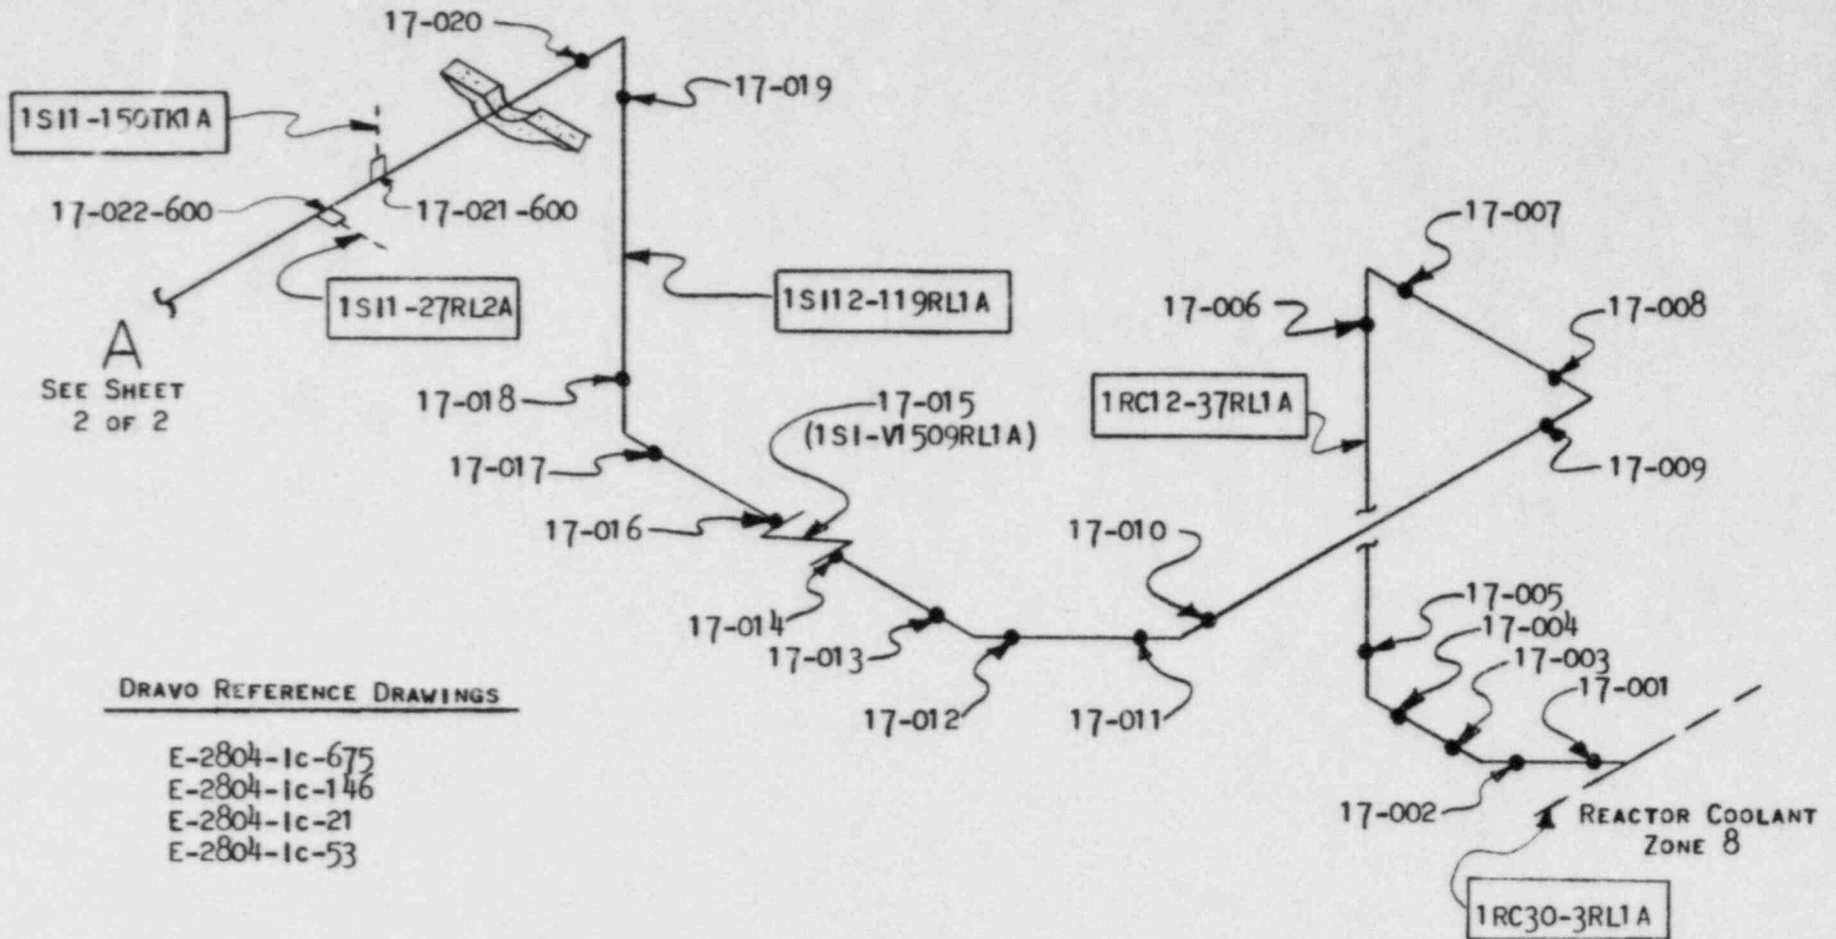 17-020
17-019
1SI1-150TK1A
17-022-600
17-021-600
1SI1-27RL2A
1SI12-119RL1A
A
SEE SHEET
2 OF 2
17-018
17-017
17-015
(1SI-V1509RL1A)
17-016
17-014
17-013
17-012
17-011
17-010
17-007
17-006
17-008
1RC12-37RL1A
17-009
17-005
17-004
17-003
17-001
17-002
REACTOR COOLANT
ZONE 8
1RC30-3RL1A
DRAVO REFERENCE DRAWINGS
E-2804-IC-675
E-2804-IC-146
E-2804-IC-21
E-2804-IC-53